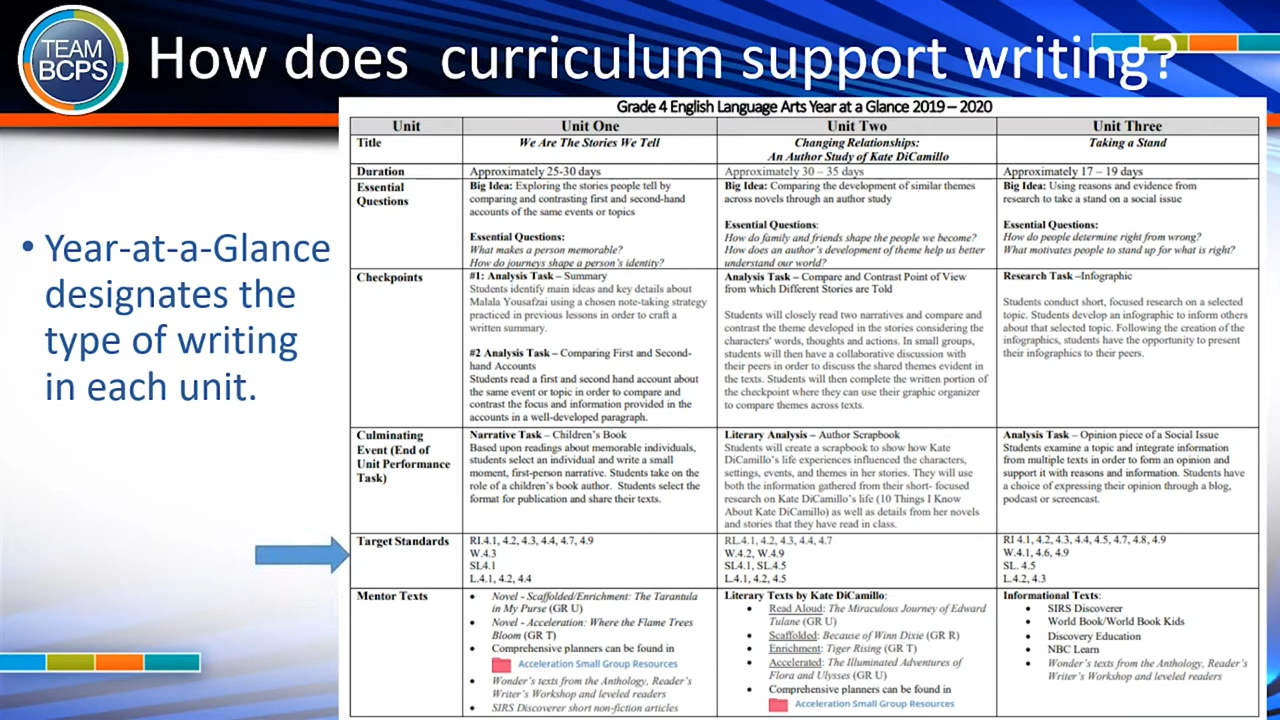 TEAM
BCPS
How does curriculum support writing?
• Year-at-a-Glance
designates the
type of writing
in each unit.
Grade 4 English Language Arts Year at a Glance 2019 – 2020
Unit
Unit One
Unit Two
Unit Three
Title
We Are The Stories We Tell
Changing Relationships:
An Author Study of Kate DiCamillo
Taking a Stand
Duration
Approximately 25-30 days
Approximately 30 – 35 days
Approximately 17 – 19 days
Essential
Questions
Big Idea: Exploring the stories people tell by
comparing and contrasting first and second-hand
accounts of the same events or topics
Essential Questions:
What makes a person memorable?
How do journeys shape a person's identity?
Big Idea: Comparing the development of similar themes
across novels through an author study
Essential Questions:
How do family and friends shape the people we become?
How does an author's development of theme help us better
understand our world?
Big Idea: Using reasons and evidence from
research to take a stand on a social issue
Essential Questions:
How do people determine right from wrong?
What motivates people to stand up for what is right?
Checkpoints
#1: Analysis Task – Summary
Students identify main ideas and key details about
Malala Yousafzai using a chosen note-taking strategy
practiced in previous lessons in order to craft a
written summary.
#2 Analysis Task – Comparing First and Second-
hand Accounts
Students read a first and second hand account about
the same event or topic in order to compare and
contrast the focus and information provided in the
accounts in a well-developed paragraph.
Analysis Task – Compare and Contrast Point of View
from which Different Stories are Told
Students will closely read two narratives and compare and
contrast the theme developed in the stories considering the
characters' words, thoughts and actions. In small groups,
students will then have a collaborative discussion with
their peers in order to discuss the shared themes evident in
the texts. Students will then complete the written portion of
the checkpoint where they can use their graphic organizer
to compare themes across texts.
Research Task –Infographic
Students conduct short, focused research on a selected
topic. Students develop an infographic to inform others
about that selected topic. Following the creation of the
infographics, students have the opportunity to present
their infographics to their peers.
Culminating
Event (End of
Unit Performance
Task)
Narrative Task – Children's Book
Based upon readings about memorable individuals,
students select an individual and write a small
moment, first-person narrative. Students take on the
role of a children's book author. Students select the
format for publication and share their texts.
Literary Analysis – Author Scrapbook
Students will create a scrapbook to show how Kate
DiCamillo's life experiences influenced the characters,
settings, events, and themes in her stories. They will use
both the information gathered from their short- focused
research on Kate DiCamillo's life (10 Things I Know
About Kate DiCamillo) as well as details from her novels
and stories that they have read in class.
Analysis Task – Opinion piece of a Social Issue
Students examine a topic and integrate information
from multiple texts in order to form an opinion and
support it with reasons and information. Students have
a choice of expressing their opinion through a blog,
podcast or screencast.
Target Standards
RI.4.1, 4.2, 4.3, 4.4, 4.7, 4.9
W.4.3
SL4.1
L.4.1, 4.2, 4.4
RL.4.1, 4.2, 4.3, 4.4, 4.7
W.4.2, W.4.9
SL4.1, SL.4.5
L.4.1, 4.2, 4.5
RI 4.1, 4.2, 4.3, 4.4, 4.5, 4.7, 4.8, 4.9
W.4.1, 4.6, 4.9
SL. 4.5
L.4.2, 4.3
Mentor Texts
• Novel - Scaffolded/Enrichment: The Tarantula
in My Purse (GR U)
• Novel - Acceleration: Where the Flame Trees
Bloom (GR T)
• Comprehensive planners can be found in
Acceleration Small Group Resources
• Wonder's texts from the Anthology, Reader's
Writer's Workshop and leveled readers
• SIRS Discoverer short non-fiction articles
Literary Texts by Kate DiCamillo:
• Read Aloud: The Miraculous Journey of Edward
Tulane (GR U)
• Scaffolded: Because of Winn Dixie (GR R)
• Enrichment: Tiger Rising (GR T)
• Accelerated: The Illuminated Adventures of
Flora and Ulysses (GR U)
• Comprehensive planners can be found in
Acceleration Small Group Resources
Informational Texts:
• SIRS Discoverer
• World Book/World Book Kids
• Discovery Education
• NBC Learn
• Wonder's texts from the Anthology, Reader's
Writer's Workshop and leveled readers